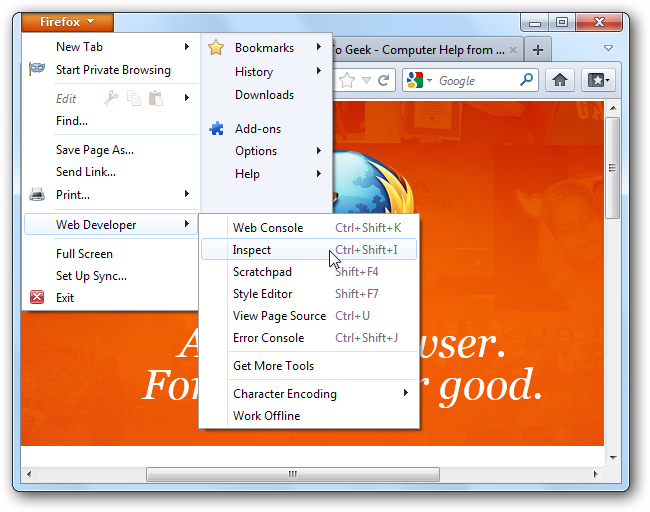 Firefox
To Geek - Computer Help from ...
Google
New Tab
Start Private Browsing
Edit
Find...
Save Page As...
Send Link...
Print...
Web Developer
Full Screen
Set Up Sync...
Exit
Bookmarks
History
Downloads
Add-ons
Options
Help
Web Console Ctrl+Shift+K
Inspect Ctrl+Shift+I
Scratchpad Shift+F4
Style Editor Shift+F7
View Page Source Ctrl+U
Error Console Ctrl+Shift+J
Get More Tools
Character Encoding
Work Offline
A wser.
For r good.